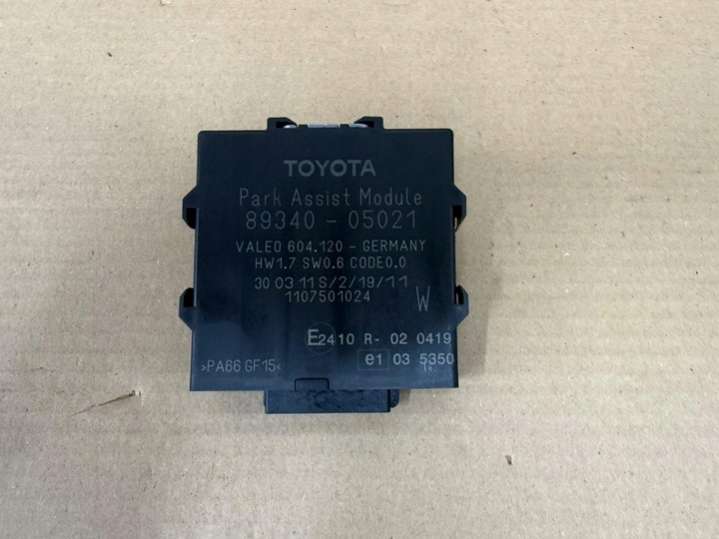 TOYOTA
Park Assist Module
89340 - 05021
VALEO 604.120 - GERMANY
HW1.7 SW0.6 CODE0.0
30 03 11 S/2/19/11
1107501024
W
E2410 R- 02 0419
>PA66 GF15< e1 03 5350